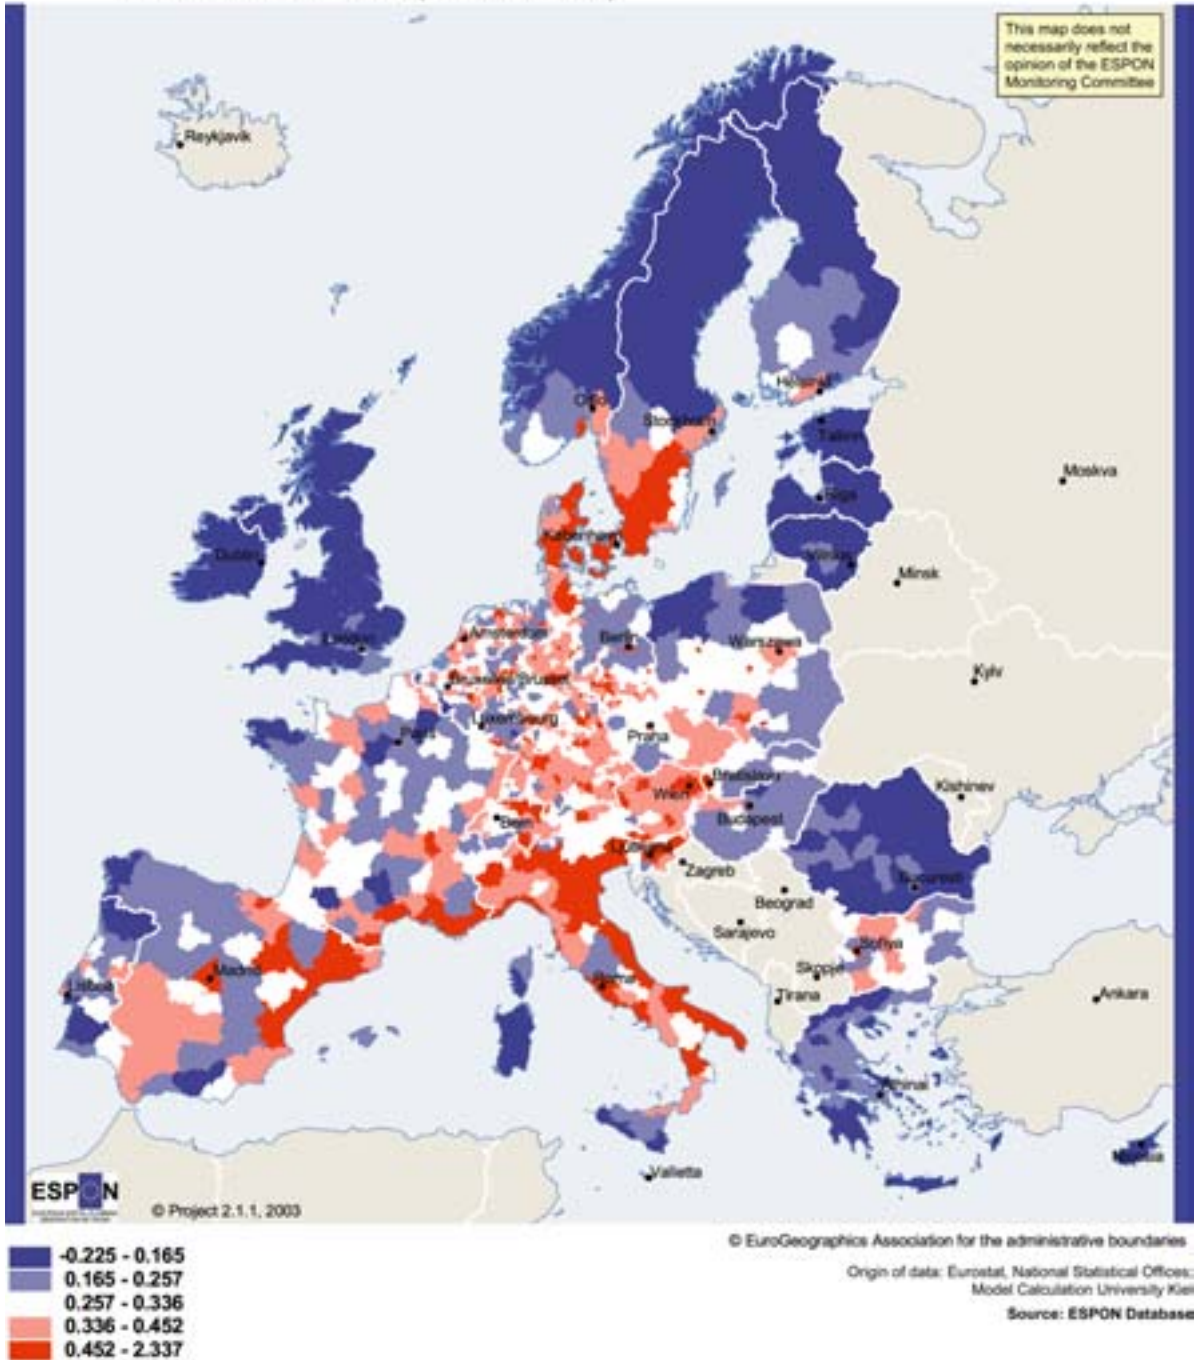 This map does not
necessarily reflect the
opinion of the ESPON
Monitoring Committee
Reykjavik
Oslo
Helsinki
Stockholm
Tallinn
Moskva
Riga
København
Dublin
Vilnius
Minsk
London
Amsterdam
Berlin
Warszawa
Kyiv
Bruxelles/Brussel
Luxembourg
Paris
Praha
Kishinev
Bratislava
Wien
Budapest
Bern
Ljubljana
Zagreb
Bucuresti
Beograd
Sarajevo
Sofiya
Madrid
Skopje
Roma
Tirana
Ankara
Lisboa
Athinai
Nicosia
Valletta
ESPON
© Project 2.1.1, 2003
© EuroGeographics Association for the administrative boundaries
Origin of data: Eurostat, National Statistical Offices;
Model Calculation University Kiel
Source: ESPON Database
-0.225 - 0.165
0.165 - 0.257
0.257 - 0.336
0.336 - 0.452
0.452 - 2.337